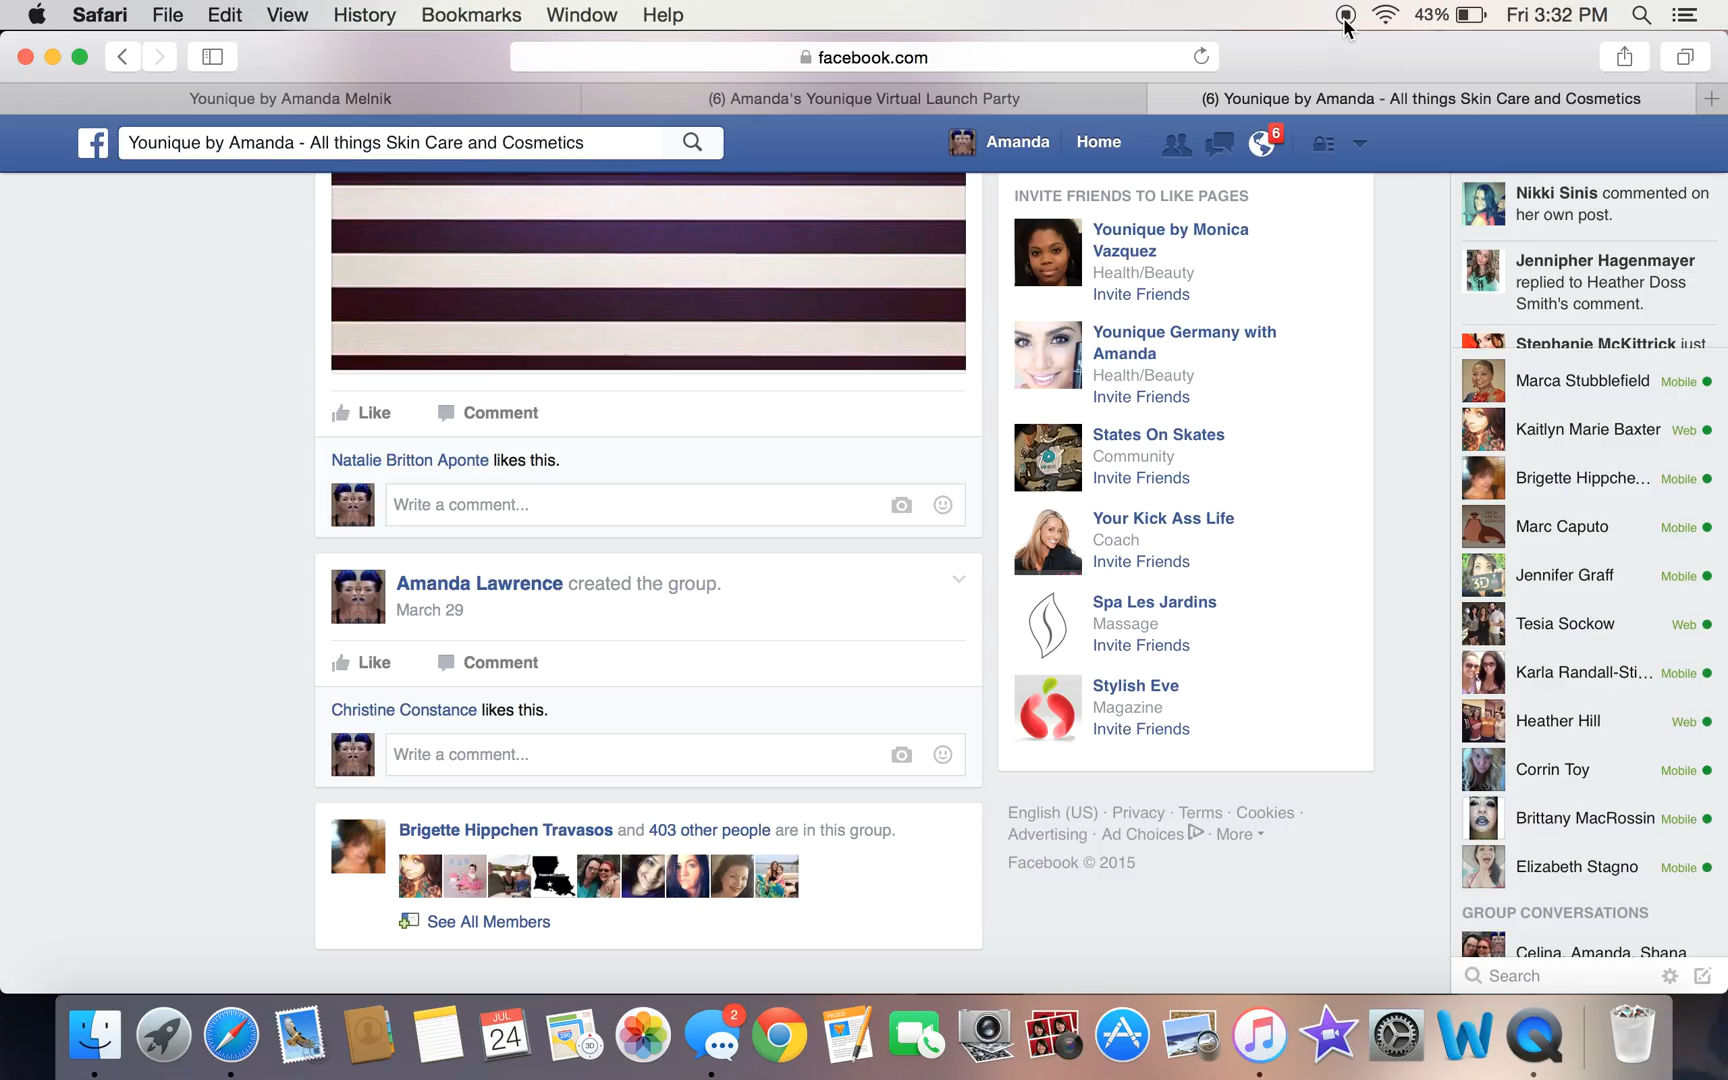 Safari File Edit View History Bookmarks Window Help 43% Fri 3:32 PM
facebook.com
Younique by Amanda Melnik (6) Amanda's Younique Virtual Launch Party (6) Younique by Amanda - All things Skin Care and Cosmetics
Younique by Amanda - All things Skin Care and Cosmetics Amanda Home 6
Like Comment
Natalie Britton Aponte likes this.
Write a comment...
Amanda Lawrence created the group.
March 29
Like Comment
Christine Constance likes this.
Write a comment...
Brigette Hippchen Travasos and 403 other people are in this group.
See All Members
INVITE FRIENDS TO LIKE PAGES
Younique by Monica
Vazquez
Health/Beauty
Invite Friends
Younique Germany with
Amanda
Health/Beauty
Invite Friends
States On Skates
Community
Invite Friends
Your Kick Ass Life
Coach
Invite Friends
Spa Les Jardins
Massage
Invite Friends
Stylish Eve
Magazine
Invite Friends
English (US) · Privacy · Terms · Cookies ·
Advertising · Ad Choices · More
Facebook © 2015
Nikki Sinis commented on
her own post.
Jennipher Hagenmayer
replied to Heather Doss
Smith's comment.
Stephanie McKittrick just
Marca Stubblefield Mobile
Kaitlyn Marie Baxter Web
Brigette Hippche... Mobile
Marc Caputo Mobile
Jennifer Graff Mobile
Tesia Sockow Web
Karla Randall-Sti... Mobile
Heather Hill Web
Corrin Toy Mobile
Brittany MacRossin Mobile
Elizabeth Stagno Mobile
GROUP CONVERSATIONS
Celina, Amanda, Shana
Search
JUL
24
3D
2